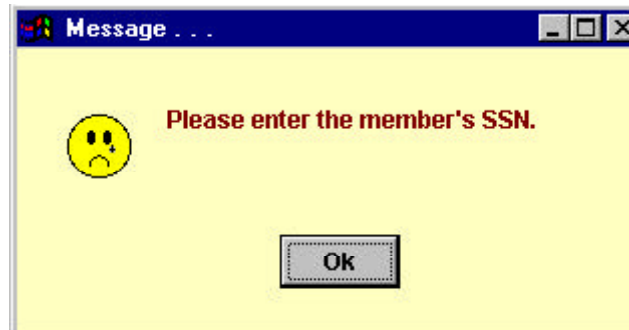 Message . . .
Please enter the member's SSN.
Ok